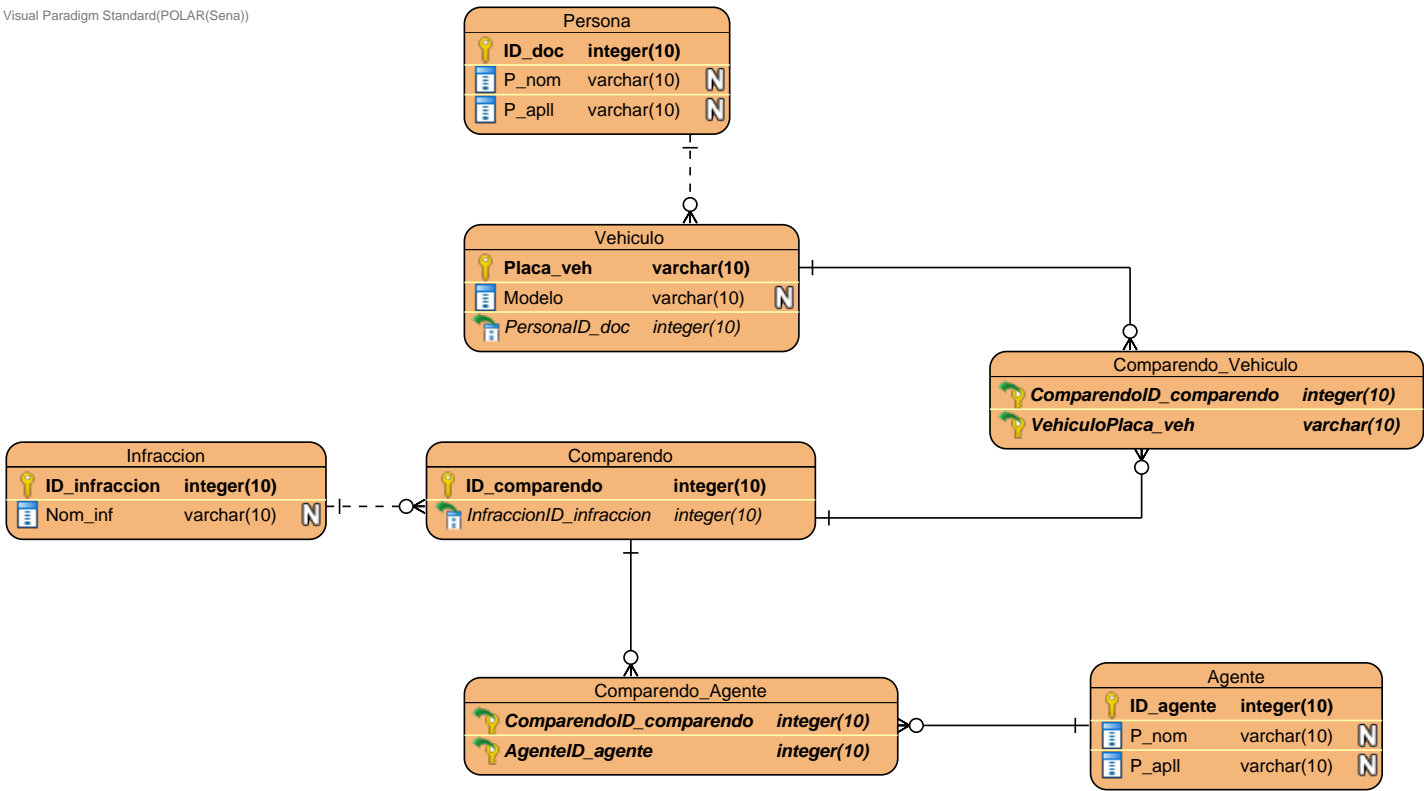 Visual Paradigm Standard(POLAR(Sena))
Persona
ID_doc integer(10)
P_nom varchar(10) N
P_apll varchar(10) N
Vehiculo
Placa_veh varchar(10)
Modelo varchar(10) N
PersonaID_doc integer(10)
Comparendo_Vehiculo
ComparendoID_comparendo integer(10)
VehiculoPlaca_veh varchar(10)
Infraccion
ID_infraccion integer(10)
Nom_inf varchar(10) N
Comparendo
ID_comparendo integer(10)
InfraccionID_infraccion integer(10)
Comparendo_Agente
ComparendoID_comparendo integer(10)
AgenteID_agente integer(10)
Agente
ID_agente integer(10)
P_nom varchar(10) N
P_apll varchar(10) N